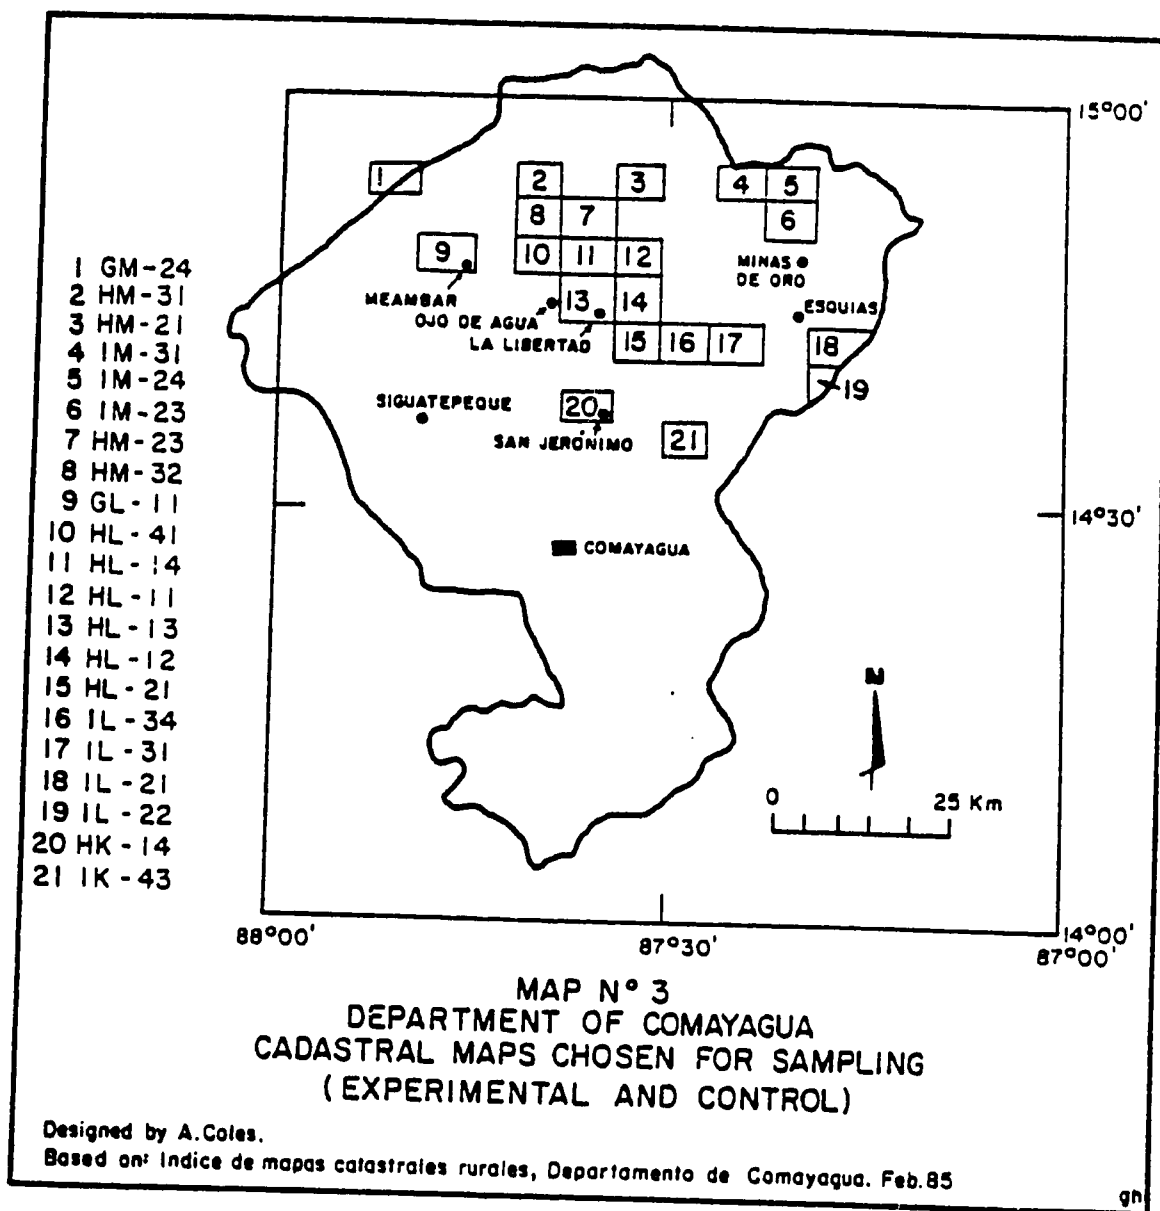 15°00'
1
2
3
4
5
8
7
6
9
10
11
12
MINAS
DE ORO
MEAMBAR
13
14
OJO DE AGUA
ESQUIAS
LA LIBERTAD
15
16
17
18
19
SIGUATEPEQUE
20
SAN JERÓNIMO
21
14°30'
COMAYAGUA
1 GM-24
2 HM-31
3 HM-21
4 IM-31
5 IM-24
6 IM-23
7 HM-23
8 HM-32
9 GL-11
10 HL-41
11 HL-14
12 HL-11
13 HL-13
14 HL-12
15 HL-21
16 IL-34
17 IL-31
18 IL-21
19 IL-22
20 HK-14
21 IK-43
N
0 25 Km
88°00'
87°30'
14°00'
87°00'
MAP N° 3
DEPARTMENT OF COMAYAGUA
CADASTRAL MAPS CHOSEN FOR SAMPLING
(EXPERIMENTAL AND CONTROL)
Designed by A.Coles.
Based on: Indice de mapas catastrales rurales, Departamento de Comayagua. Feb.85
gh